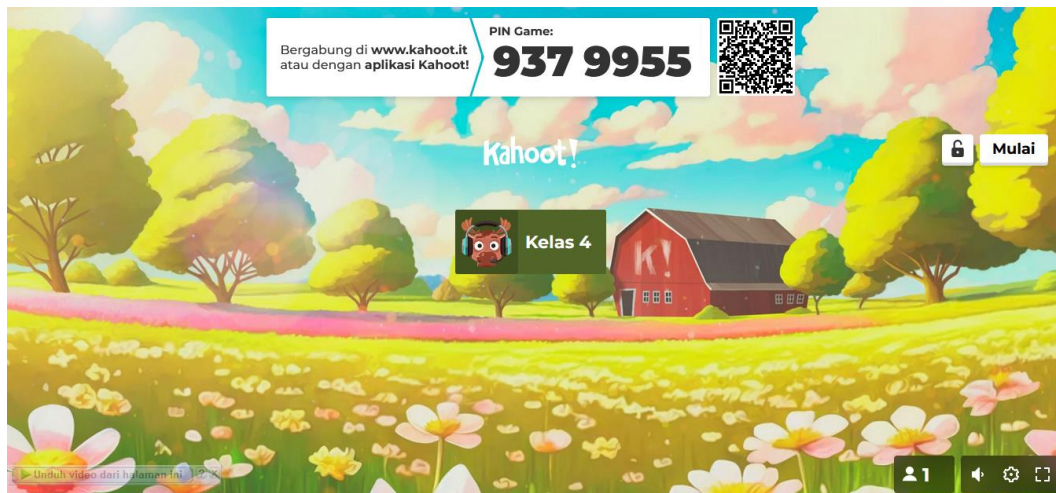 Bergabung di www.kahoot.it
atau dengan aplikasi Kahoot!
PIN Game:
937 9955
Kahoot!
Mulai
Kelas 4
K!
Unduh video dari halaman ini
1